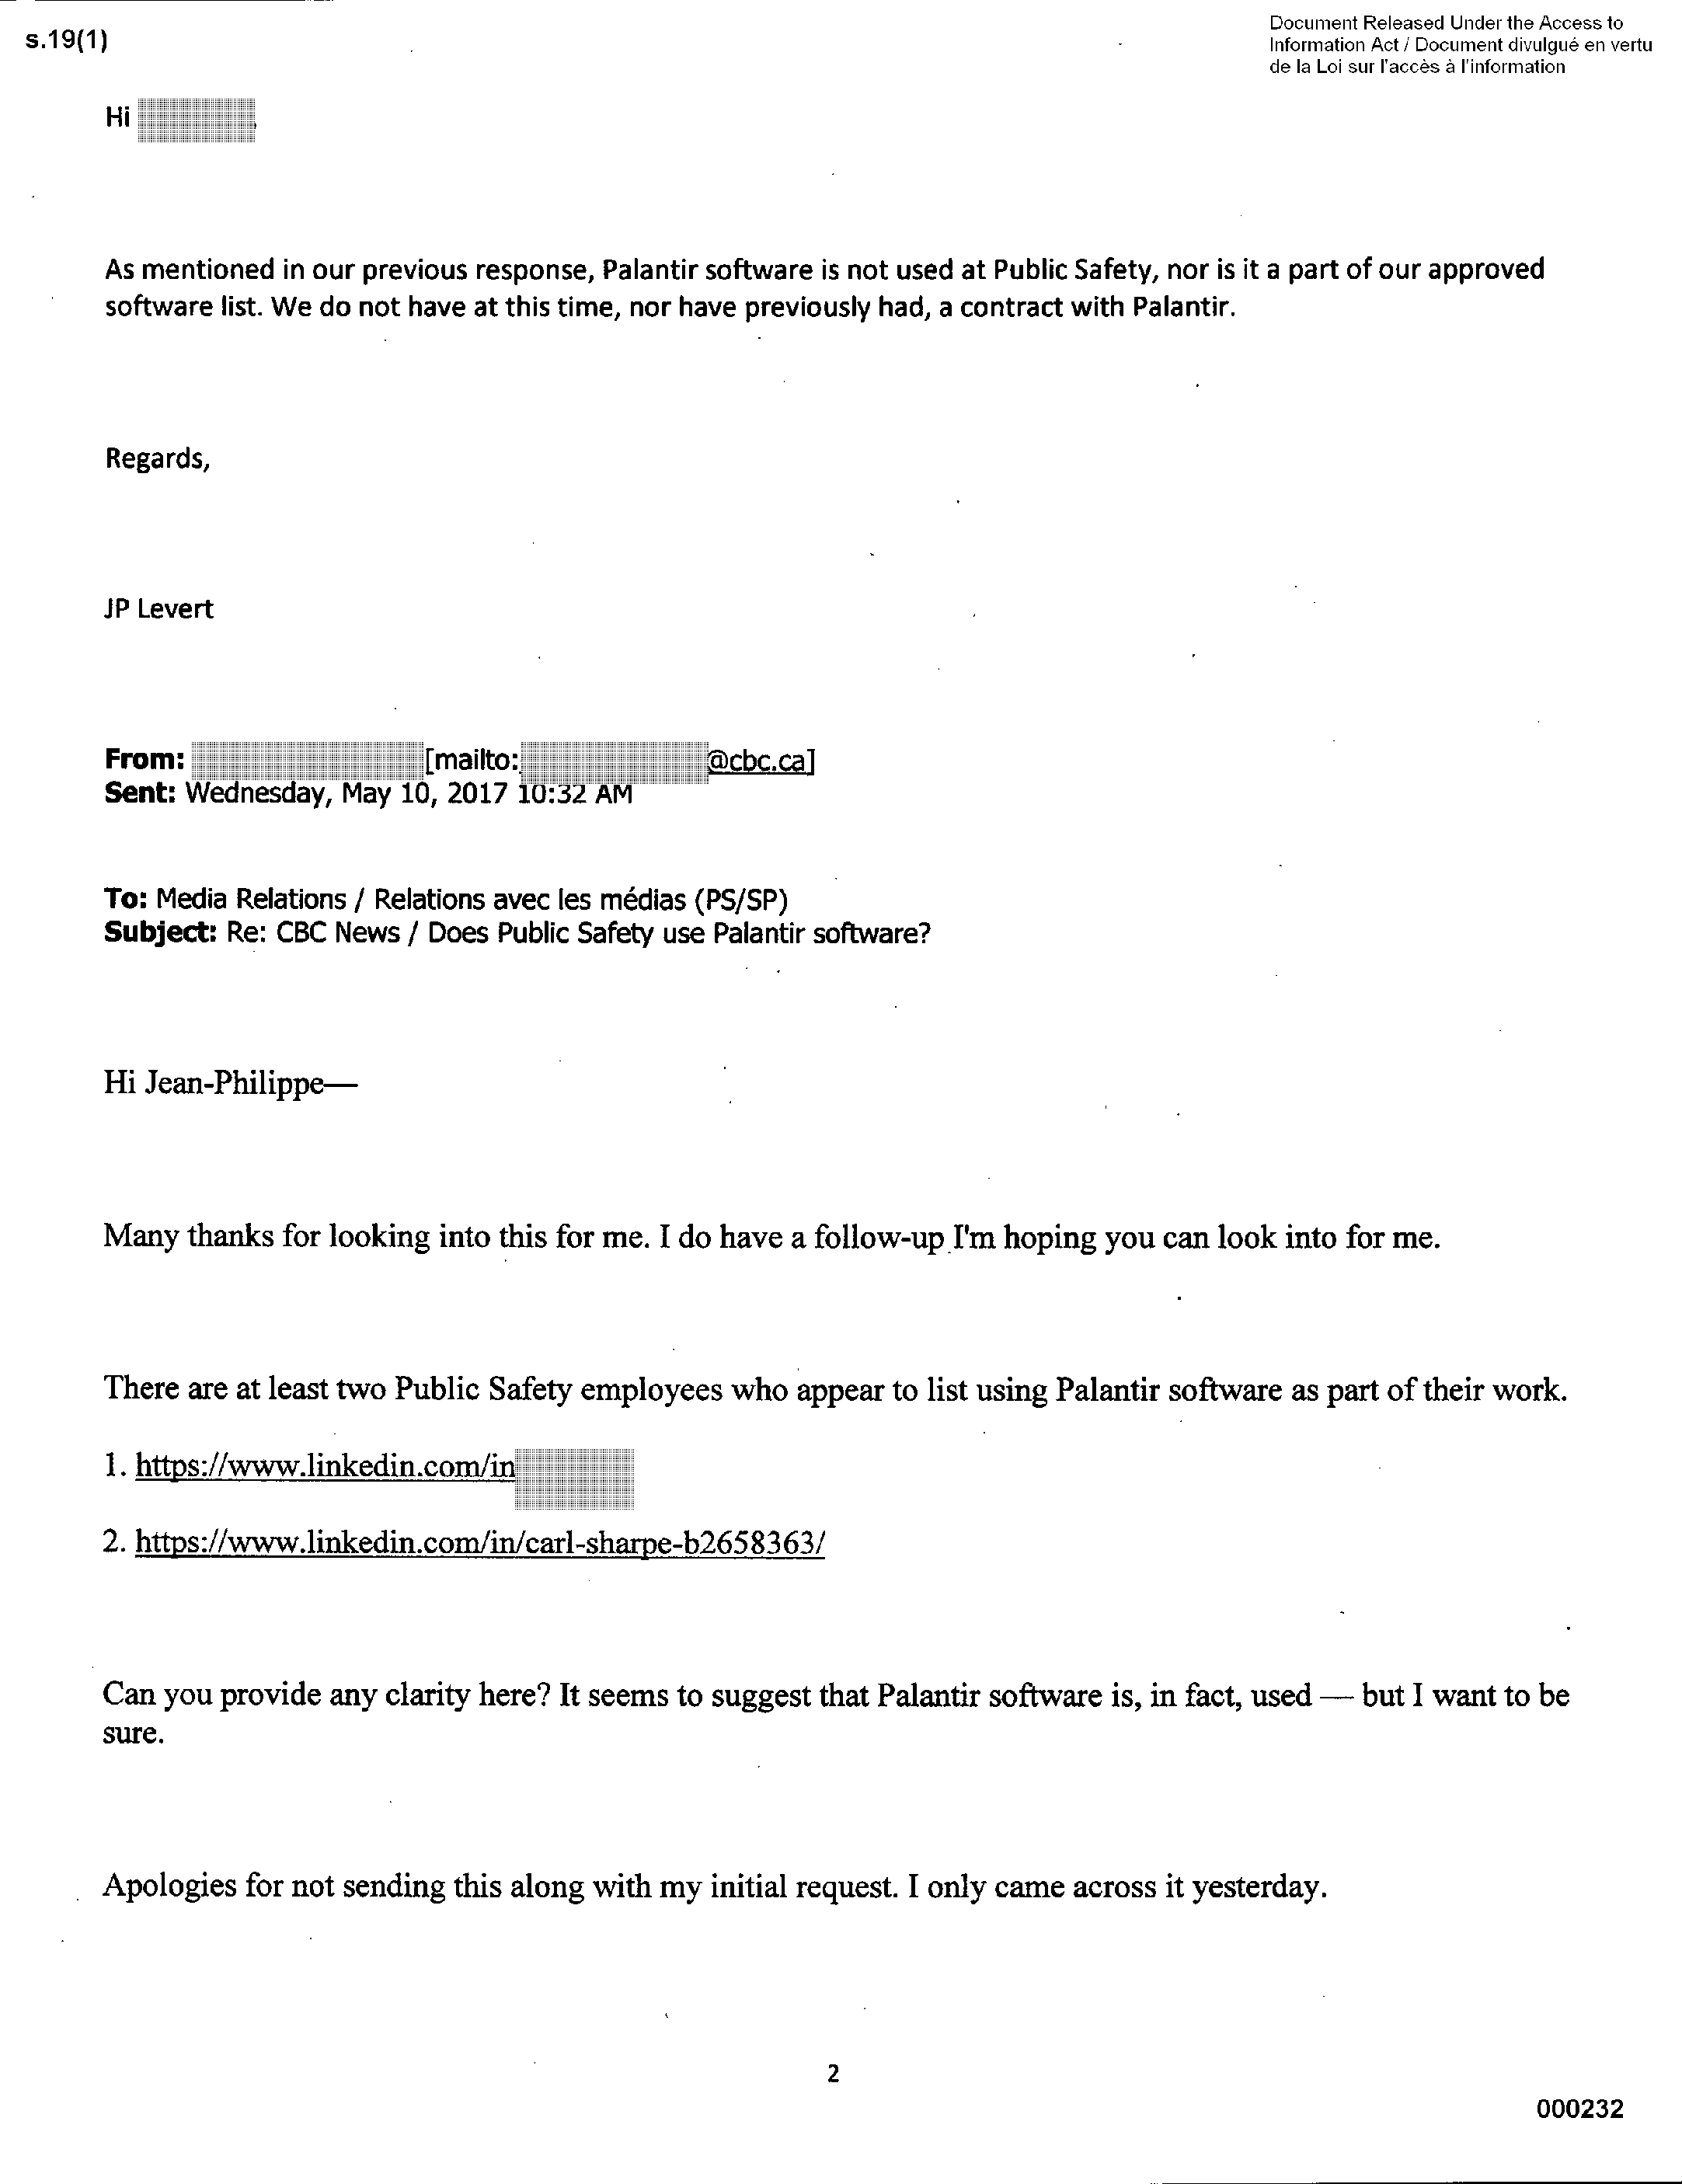 s.19(1)
Document Released Under the Access to
Information Act / Document divulgué en vertu
de la Loi sur l'accès à l'information
Hi
As mentioned in our previous response, Palantir software is not used at Public Safety, nor is it a part of our approved
software list. We do not have at this time, nor have previously had, a contract with Palantir.
Regards,
JP Levert
From: [mailto: @cbc.ca]
Sent: Wednesday, May 10, 2017 10:32 AM
To: Media Relations / Relations avec les médias (PS/SP)
Subject: Re: CBC News / Does Public Safety use Palantir software?
Hi Jean-Philippe—
Many thanks for looking into this for me. I do have a follow-up I'm hoping you can look into for me.
There are at least two Public Safety employees who appear to list using Palantir software as part of their work.
1. https://www.linkedin.com/in
2. https://www.linkedin.com/in/carl-sharpe-b2658363/
Can you provide any clarity here? It seems to suggest that Palantir software is, in fact, used — but I want to be
sure.
Apologies for not sending this along with my initial request. I only came across it yesterday.
2
000232